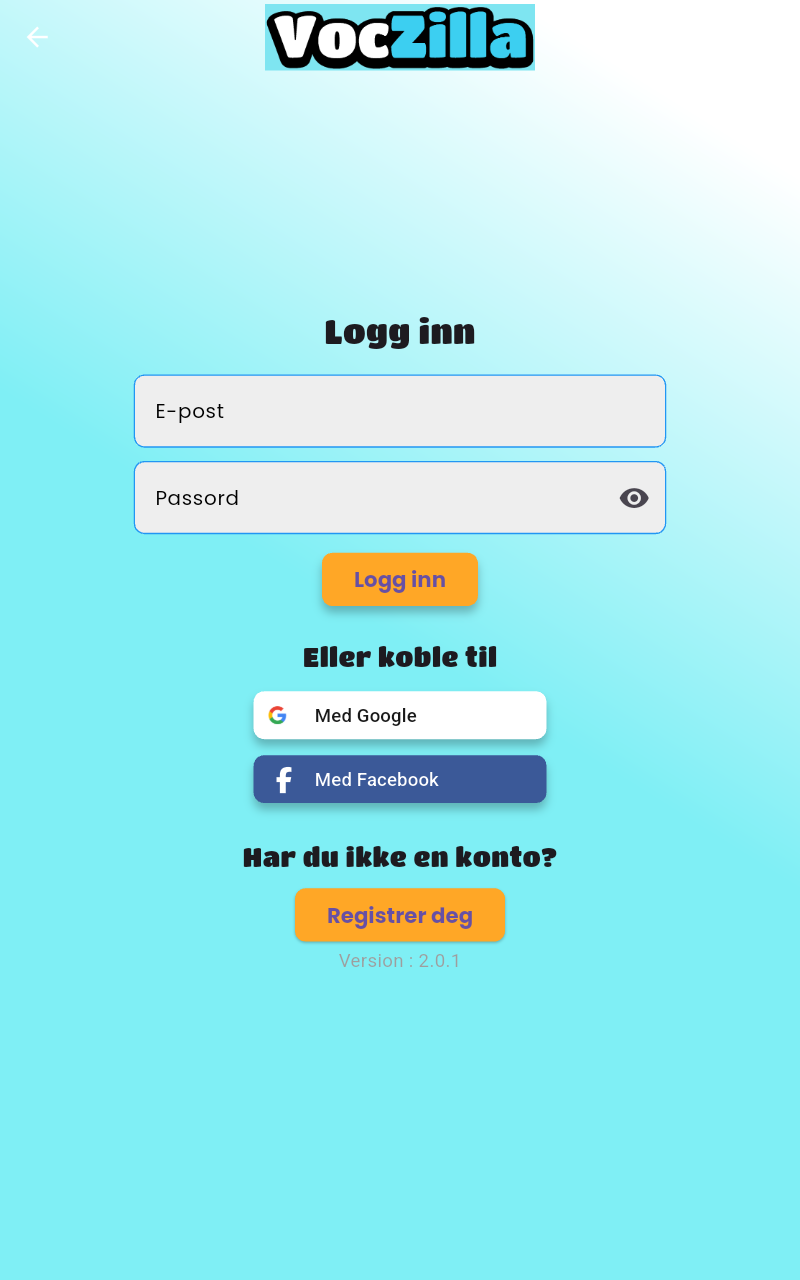 VocZilla
Logg inn
E-post
Passord
Logg inn
Eller koble til
Med Google
Med Facebook
Har du ikke en konto?
Registrer deg
Version : 2.0.1